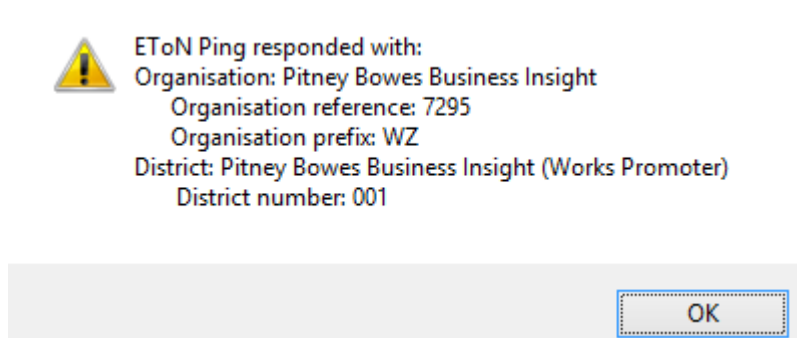 EToN Ping responded with:
Organisation: Pitney Bowes Business Insight
Organisation reference: 7295
Organisation prefix: WZ
District: Pitney Bowes Business Insight (Works Promoter)
District number: 001
OK